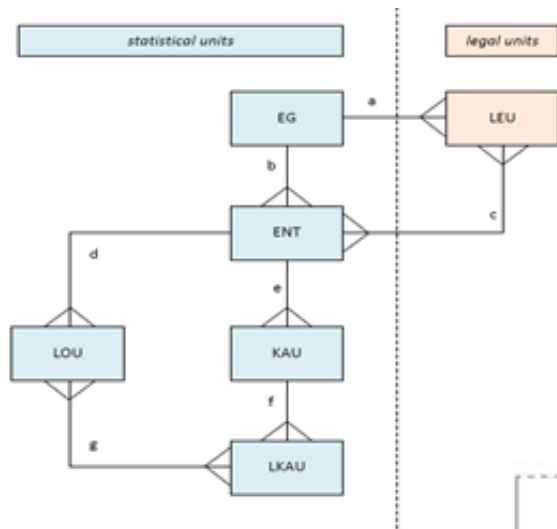 statistical units
legal units
a
EG
LEU
b
c
ENT
d
e
LOU
KAU
f
g
LKAU